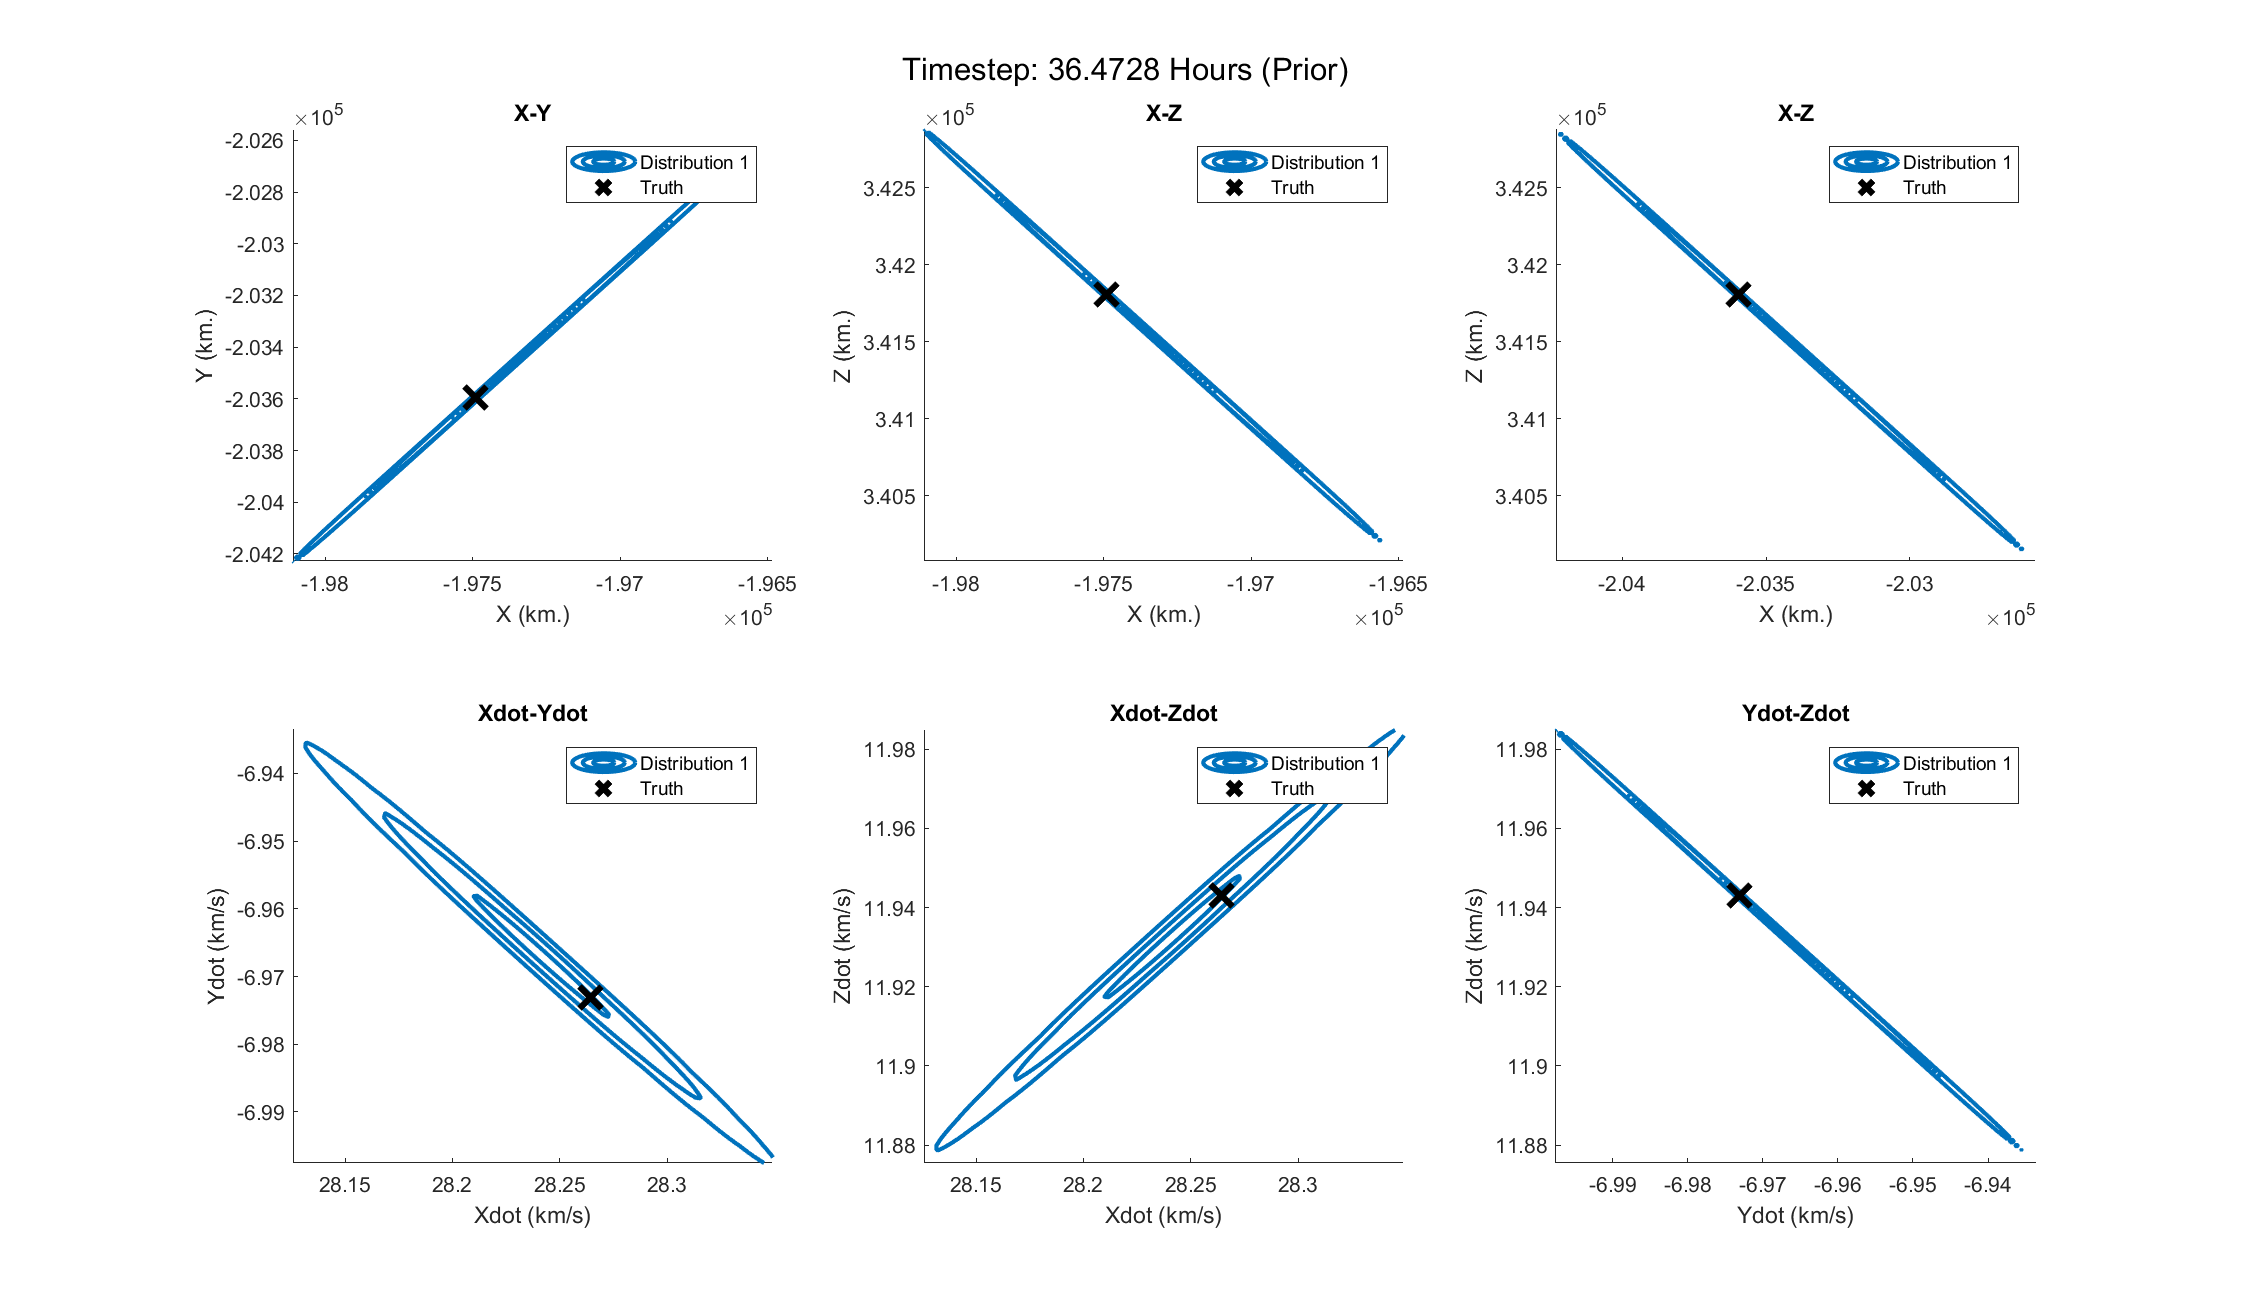 Timestep: 36.4728 Hours (Prior)
X-Y
×10^5
-2.026
-2.028
-2.03
-2.032
-2.034
-2.036
-2.038
-2.04
-2.042
Y (km.)
Distribution 1
Truth
-1.98 -1.975 -1.97 -1.965
X (km.)
×10^5
X-Z
×10^5
3.425
3.42
3.415
3.41
3.405
Z (km.)
Distribution 1
Truth
-1.98 -1.975 -1.97 -1.965
X (km.)
×10^5
X-Z
×10^5
3.425
3.42
3.415
3.41
3.405
Z (km.)
Distribution 1
Truth
-2.04 -2.035 -2.03
X (km.)
×10^5
Xdot-Ydot
-6.94
-6.95
-6.96
-6.97
-6.98
-6.99
Ydot (km/s)
Distribution 1
Truth
28.15 28.2 28.25 28.3
Xdot (km/s)
Xdot-Zdot
11.98
11.96
11.94
11.92
11.9
11.88
Zdot (km/s)
Distribution 1
Truth
28.15 28.2 28.25 28.3
Xdot (km/s)
Ydot-Zdot
11.98
11.96
11.94
11.92
11.9
11.88
Zdot (km/s)
Distribution 1
Truth
-6.99 -6.98 -6.97 -6.96 -6.95 -6.94
Ydot (km/s)